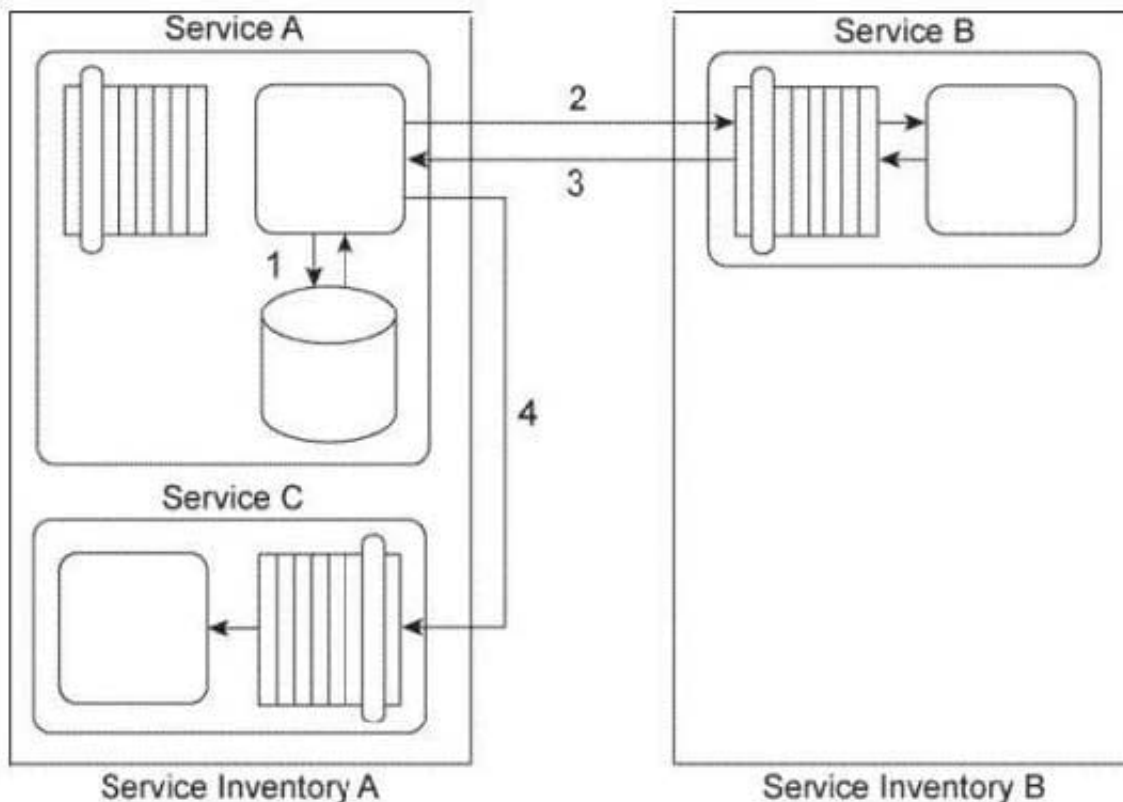 Service A
Service B
2
3
1
4
Service C
Service Inventory A
Service Inventory B